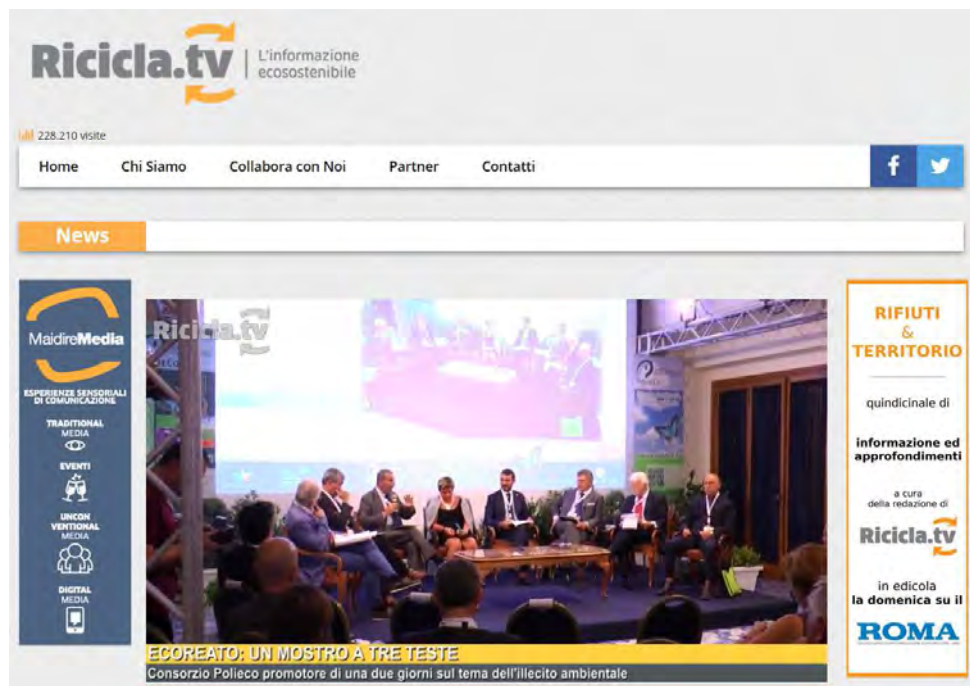 Ricicla.tv
L'informazione
ecosostenibile
228.210 visite
Home Chi Siamo Collabora con Noi Partner Contatti
News
MaidireMedia
ESPERIENZE SENSORIALI
DI COMUNICAZIONE
TRADITIONAL
MEDIA
EVENTI
UNCON
VENTIONAL
MEDIA
DIGITAL
MEDIA
Ricicla.tv
ECOREATO: UN MOSTRO A TRE TESTE
Consorzio Polieco promotore di una due giorni sul tema dell'illecito ambientale
RIFIUTI
&
TERRITORIO
quindicinale di
informazione ed
approfondimenti
a cura
della redazione di
Ricicla.tv
in edicola
la domenica su il
ROMA